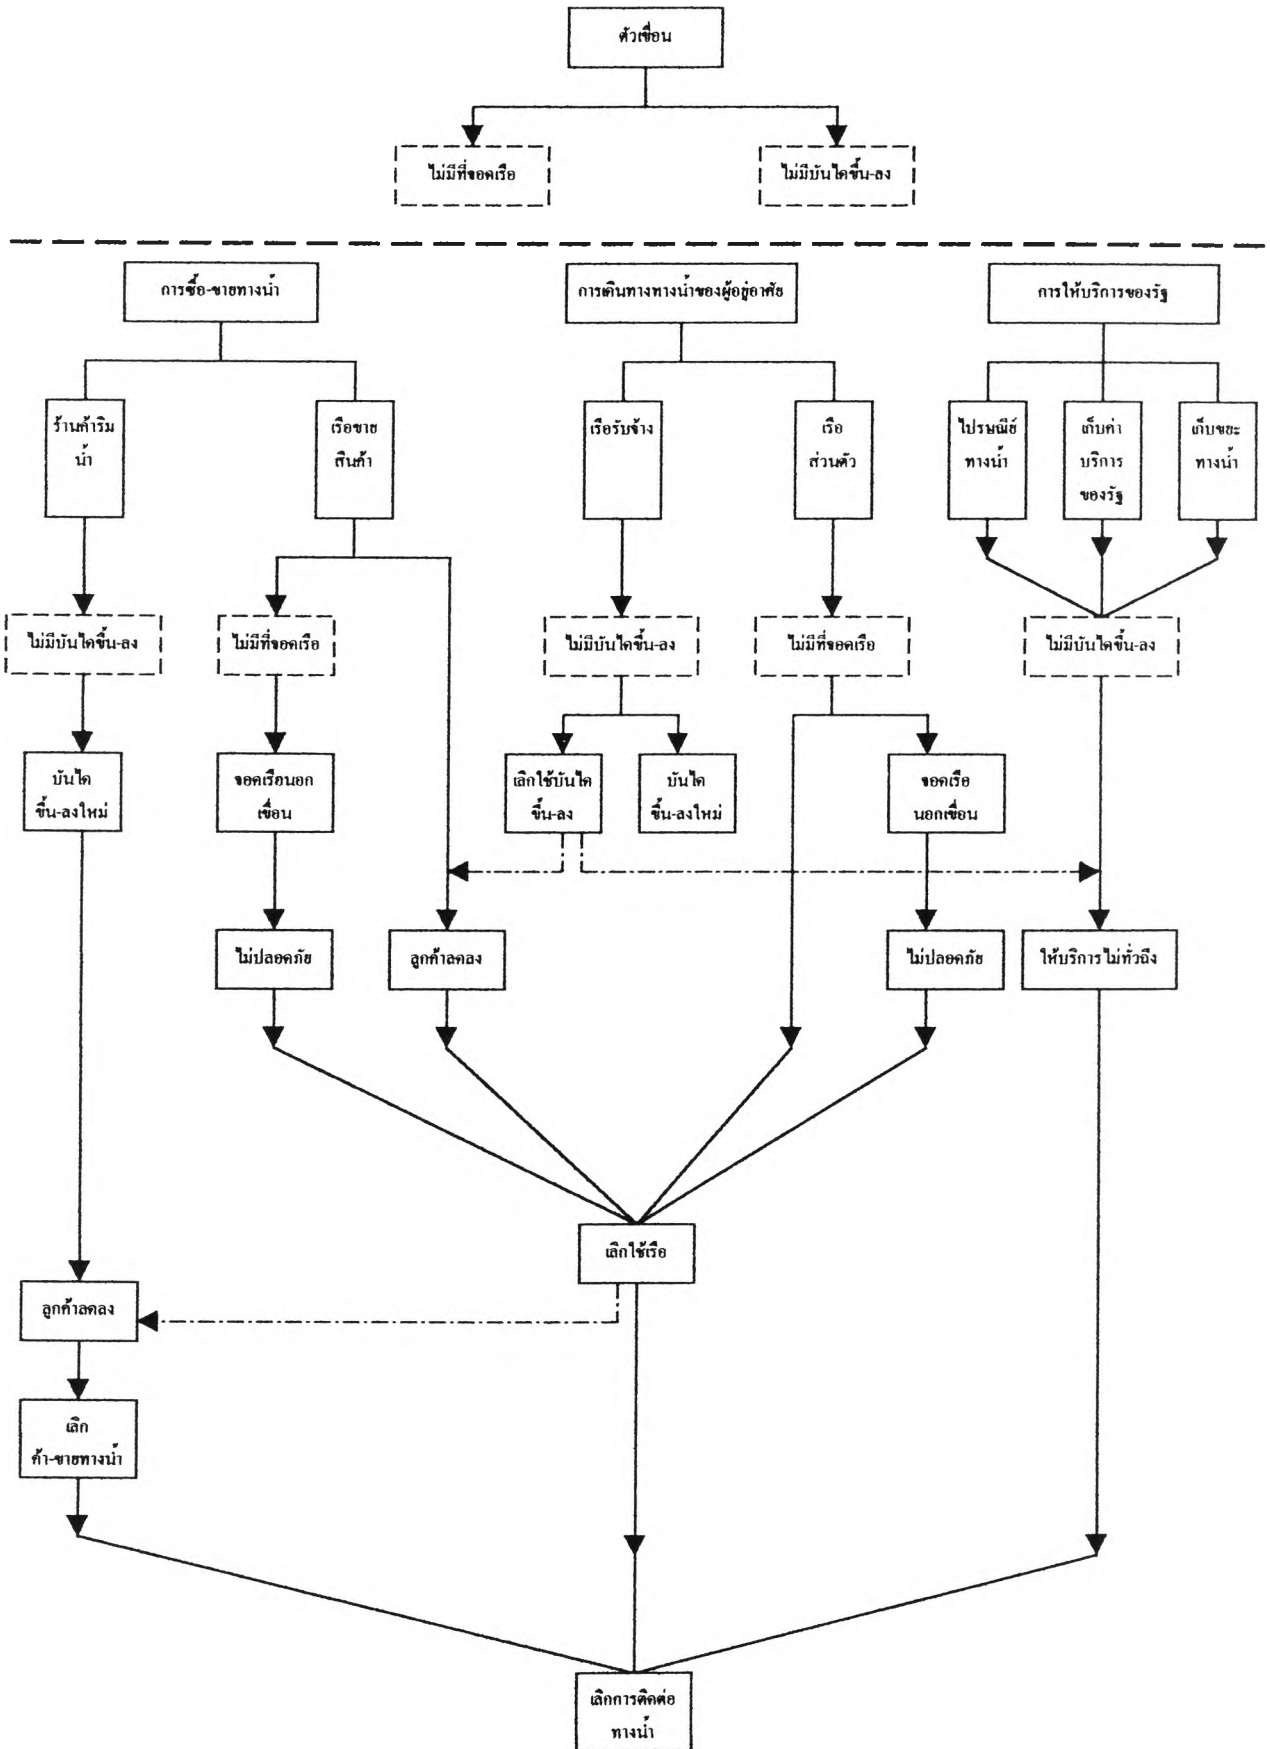 ตัวเขื่อน
ไม่มีที่จอดเรือ
ไม่มีบันไดขึ้น-ลง
การซื้อ-ขายทางน้ำ
การเดินทางทางน้ำของผู้อยู่อาศัย
การให้บริการของรัฐ
ร้านค้าริม
น้ำ
เรือขาย
สินค้า
เรือรับจ้าง
เรือ
ส่วนตัว
ไปรษณีย์
ทางน้ำ
เก็บค่า
บริการ
ของรัฐ
เก็บขยะ
ทางน้ำ
ไม่มีบันไดขึ้น-ลง
ไม่มีที่จอดเรือ
ไม่มีบันไดขึ้น-ลง
ไม่มีที่จอดเรือ
ไม่มีบันไดขึ้น-ลง
บันได
ขึ้น-ลงใหม่
จอดเรือนอก
เขื่อน
เลิกใช้บันได
ขึ้น-ลง
บันได
ขึ้น-ลงใหม่
จอดเรือ
นอกเขื่อน
ไม่ปลอดภัย
ลูกค้าลดลง
ไม่ปลอดภัย
ให้บริการไม่ทั่วถึง
เลิกใช้เรือ
ลูกค้าลดลง
เลิก
ค้า-ขายทางน้ำ
เลิกการติดต่อ
ทางน้ำ